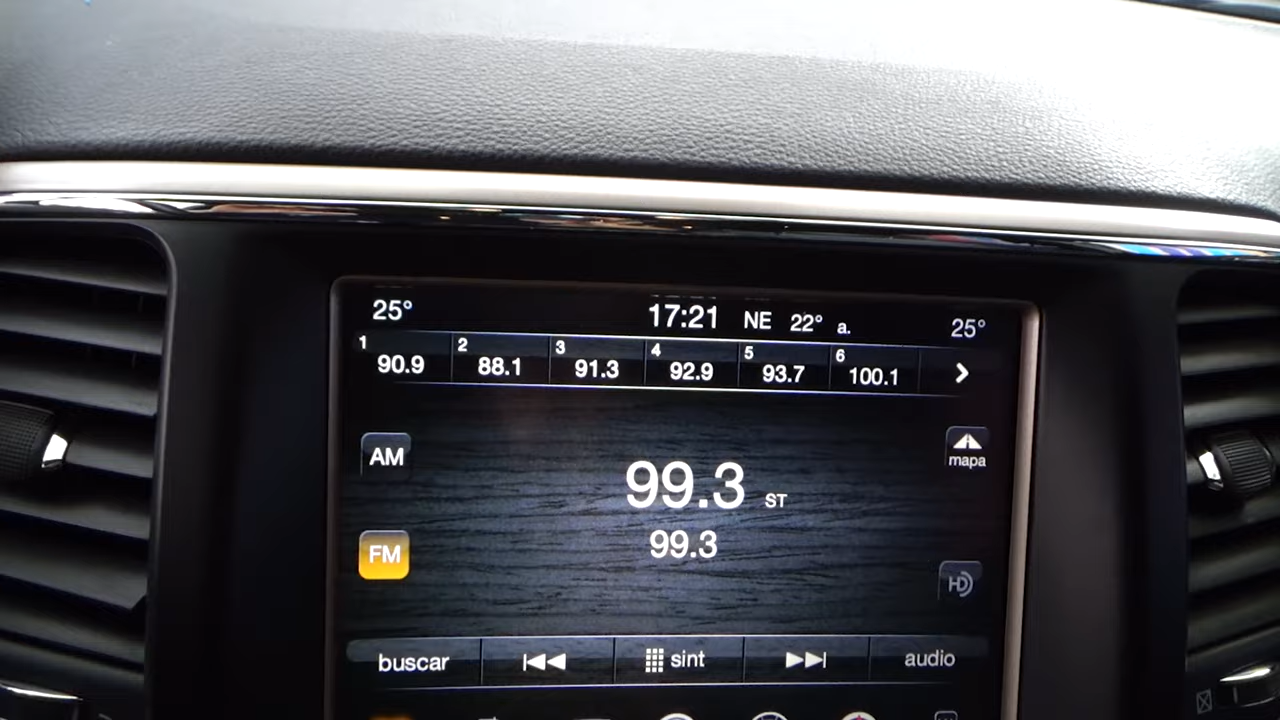 25° 17:21 NE 22° a. 25°
1 90.9 2 88.1 3 91.3 4 92.9 5 93.7 6 100.1
AM
mapa
99.3 ST
99.3
FM
HD
buscar sint audio